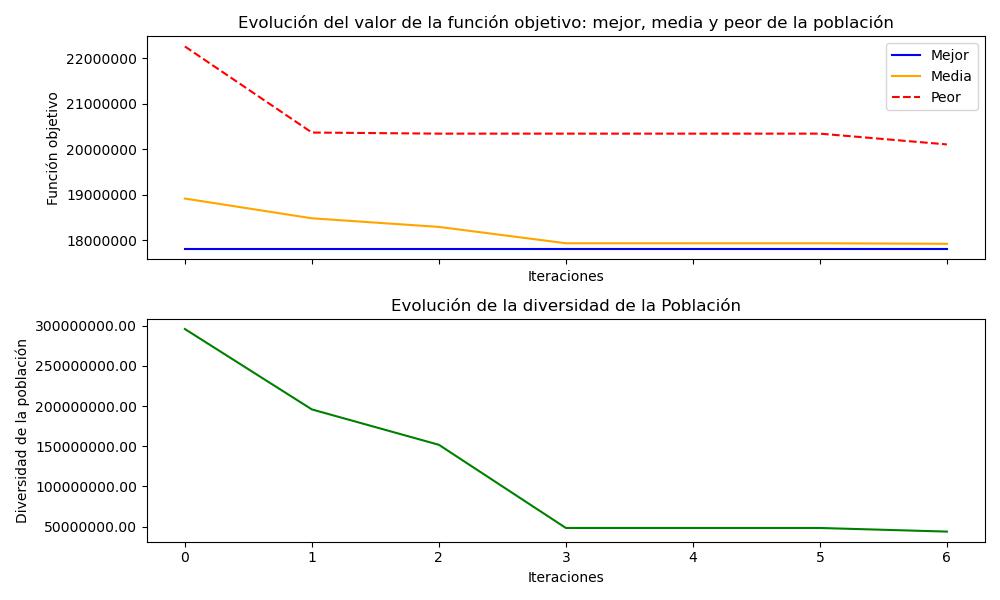 Evolución del valor de la función objetivo: mejor, media y peor de la población
Función objetivo
22000000
21000000
20000000
19000000
18000000
Mejor
Media
Peor
Iteraciones
Evolución de la diversidad de la Población
Diversidad de la población
300000000.00
250000000.00
200000000.00
150000000.00
100000000.00
50000000.00
0 1 2 3 4 5 6
Iteraciones